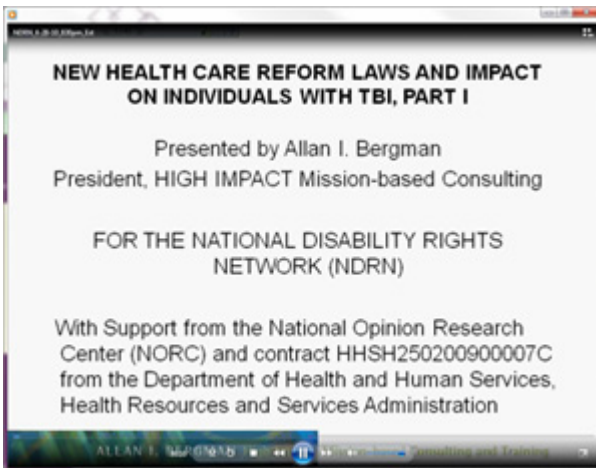 NEW HEALTH CARE REFORM LAWS AND IMPACT
ON INDIVIDUALS WITH TBI, PART I
Presented by Allan I. Bergman
President, HIGH IMPACT Mission-based Consulting
FOR THE NATIONAL DISABILITY RIGHTS
NETWORK (NDRN)
With Support from the National Opinion Research
Center (NORC) and contract HHSH250200900007C
from the Department of Health and Human Services,
Health Resources and Services Administration
ALLAN I. BERGMAN Mission-based Consulting and Training